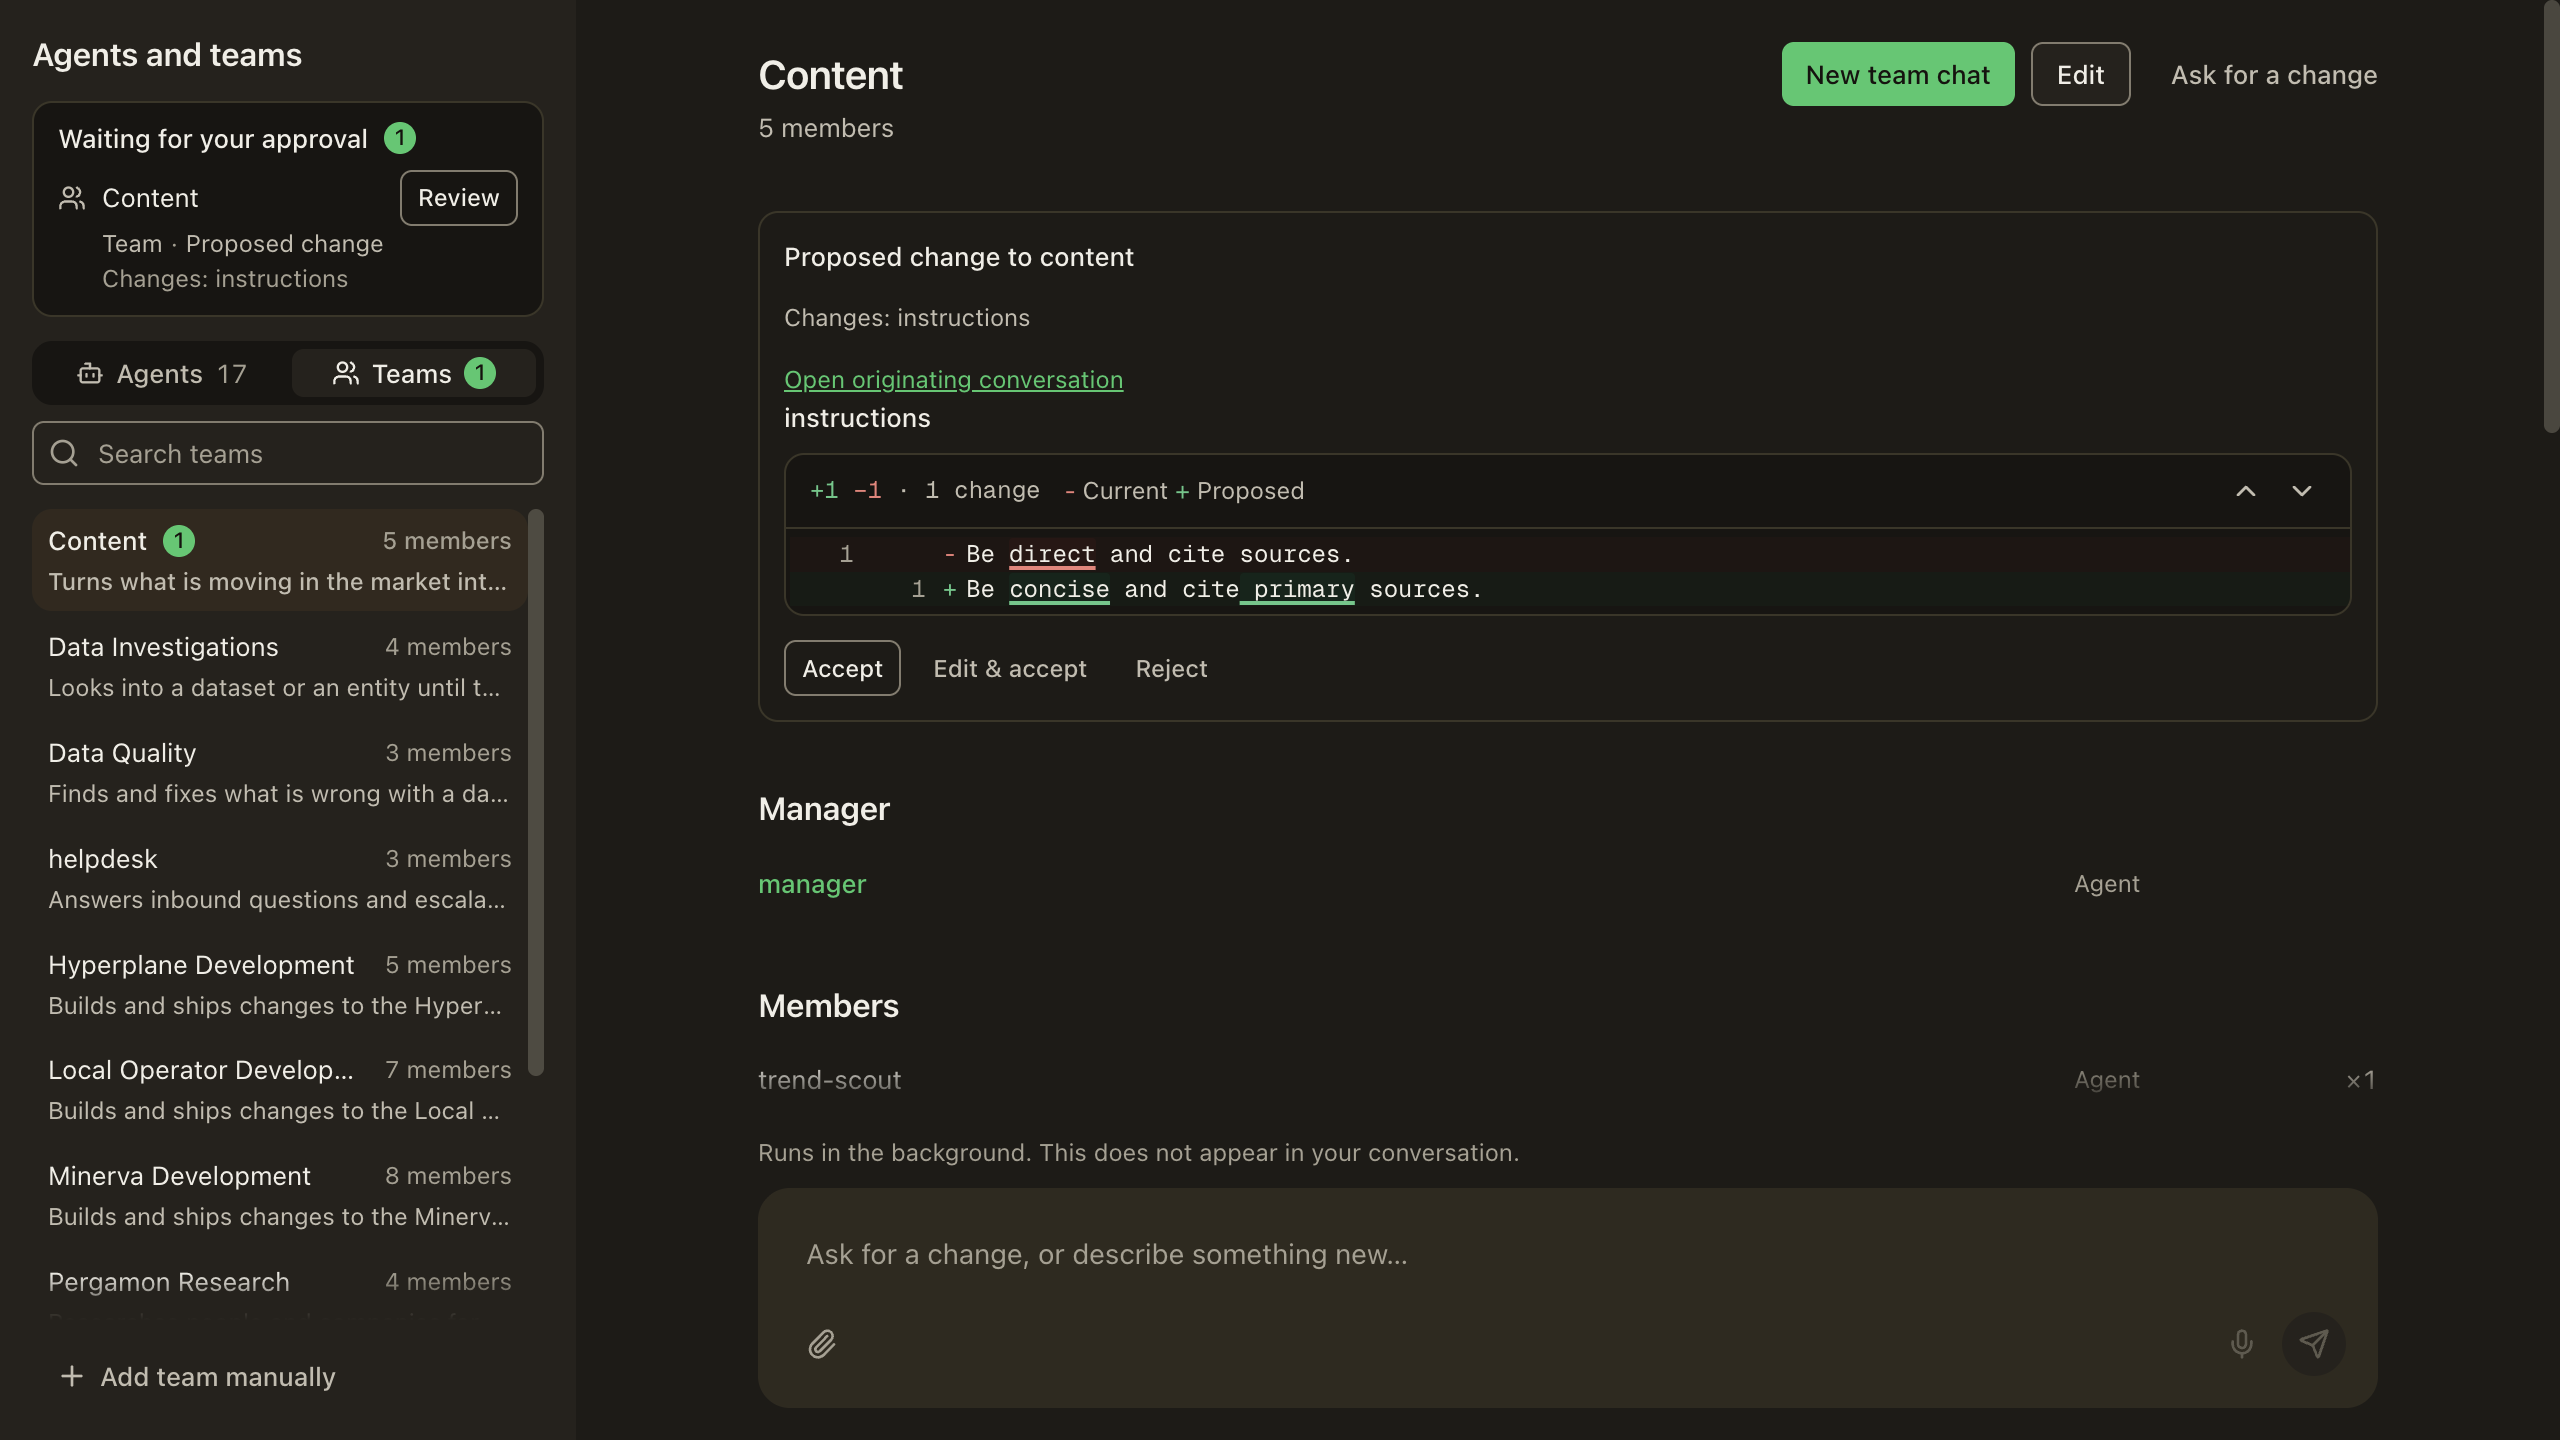 Agents and teams
Waiting for your approval 1
Content Review
Team · Proposed change
Changes: instructions
Agents 17 Teams 1
Search teams
Content 1 5 members
Turns what is moving in the market int...
Data Investigations 4 members
Looks into a dataset or an entity until t...
Data Quality 3 members
Finds and fixes what is wrong with a da...
helpdesk 3 members
Answers inbound questions and escala...
Hyperplane Development 5 members
Builds and ships changes to the Hyper...
Local Operator Develop... 7 members
Builds and ships changes to the Local ...
Minerva Development 8 members
Builds and ships changes to the Minerv...
Pergamon Research 4 members
Add team manually
Content
5 members
New team chat Edit Ask for a change
Proposed change to content
Changes: instructions
Open originating conversation
instructions
+1 −1 · 1 change - Current + Proposed
1 - Be direct and cite sources.
1 + Be concise and cite primary sources.
Accept Edit & accept Reject
Manager
manager Agent
Members
trend-scout Agent ×1
Runs in the background. This does not appear in your conversation.
Ask for a change, or describe something new...